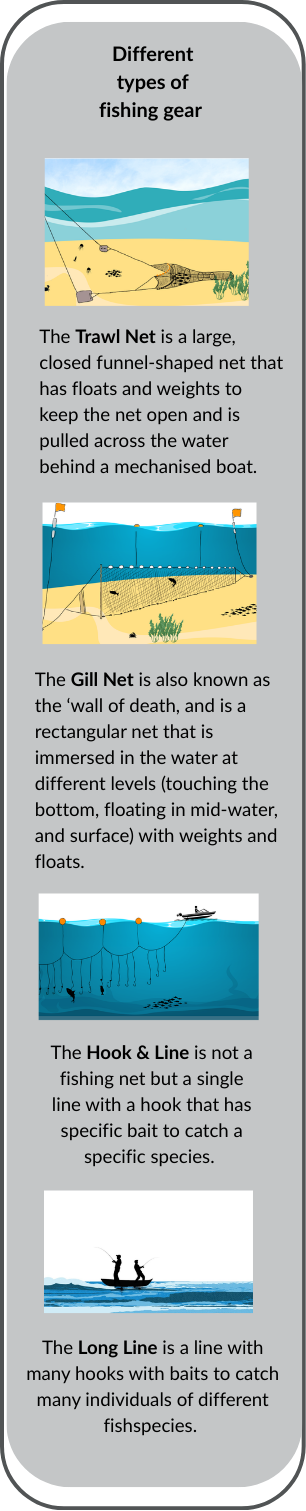 Different
types of
fishing gear
The Trawl Net is a large,
closed funnel-shaped net that
has floats and weights to
keep the net open and is
pulled across the water
behind a mechanised boat.
The Gill Net is also known as
the ‘wall of death, and is a
rectangular net that is
immersed in the water at
different levels (touching the
bottom, floating in mid-water,
and surface) with weights and
floats.
The Hook & Line is not a
fishing net but a single
line with a hook that has
specific bait to catch a
specific species.
The Long Line is a line with
many hooks with baits to catch
many individuals of different
fishspecies.